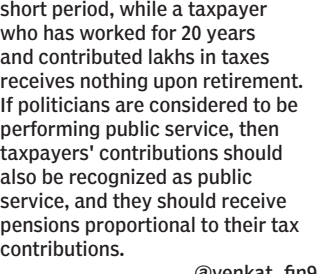 short period, while a taxpayer
who has worked for 20 years
and contributed lakhs in taxes
receives nothing upon retirement.
If politicians are considered to be
performing public service, then
taxpayers' contributions should
also be recognized as public
service, and they should receive
pensions proportional to their tax
contributions.
@venkat_fin9